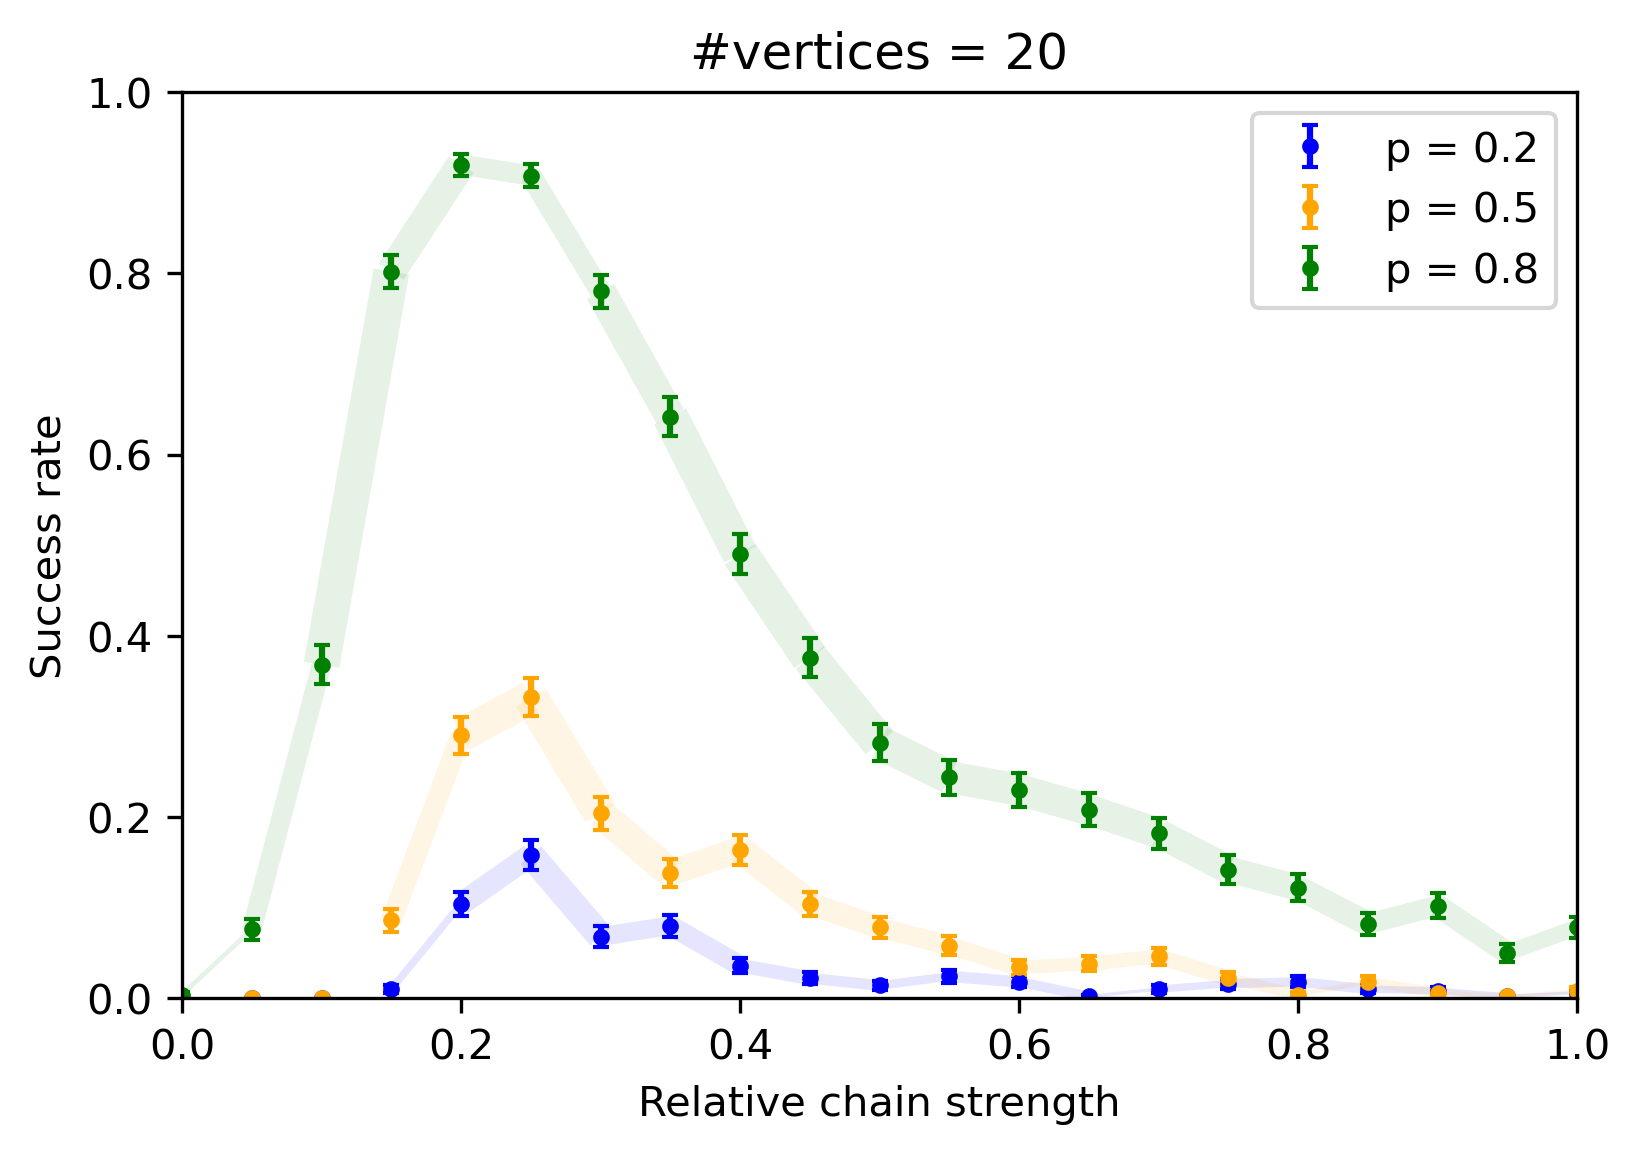 #vertices = 20
1.0
0.8
0.6
0.4
0.2
0.0
Success rate
p = 0.2
p = 0.5
p = 0.8
0.0 0.2 0.4 0.6 0.8 1.0
Relative chain strength